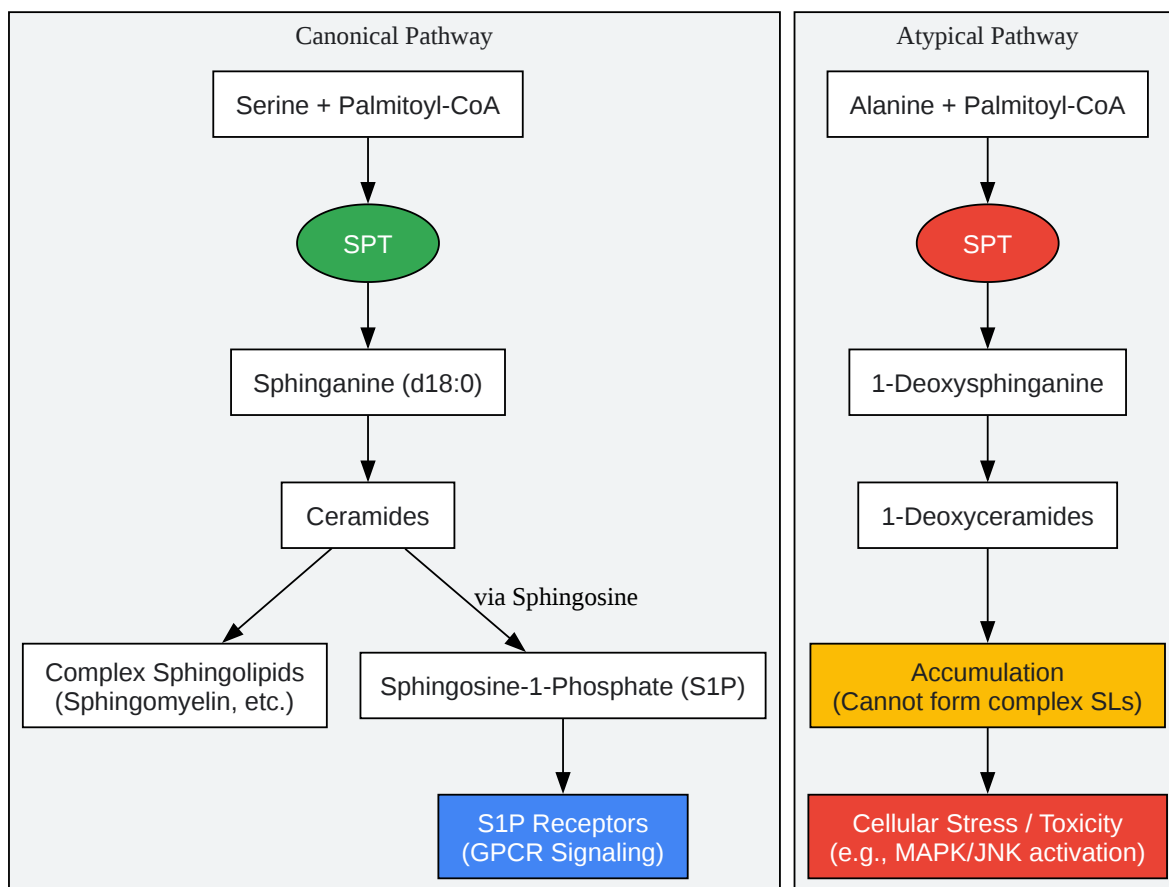 Canonical Pathway
Serine + Palmitoyl-CoA
SPT
Sphinganine (d18:0)
Ceramides
via Sphingosine
Complex Sphingolipids
(Sphingomyelin, etc.)
Sphingosine-1-Phosphate (S1P)
S1P Receptors
(GPCR Signaling)
Atypical Pathway
Alanine + Palmitoyl-CoA
SPT
1-Deoxysphinganine
1-Deoxyceramides
Accumulation
(Cannot form complex SLs)
Cellular Stress / Toxicity
(e.g., MAPK/JNK activation)